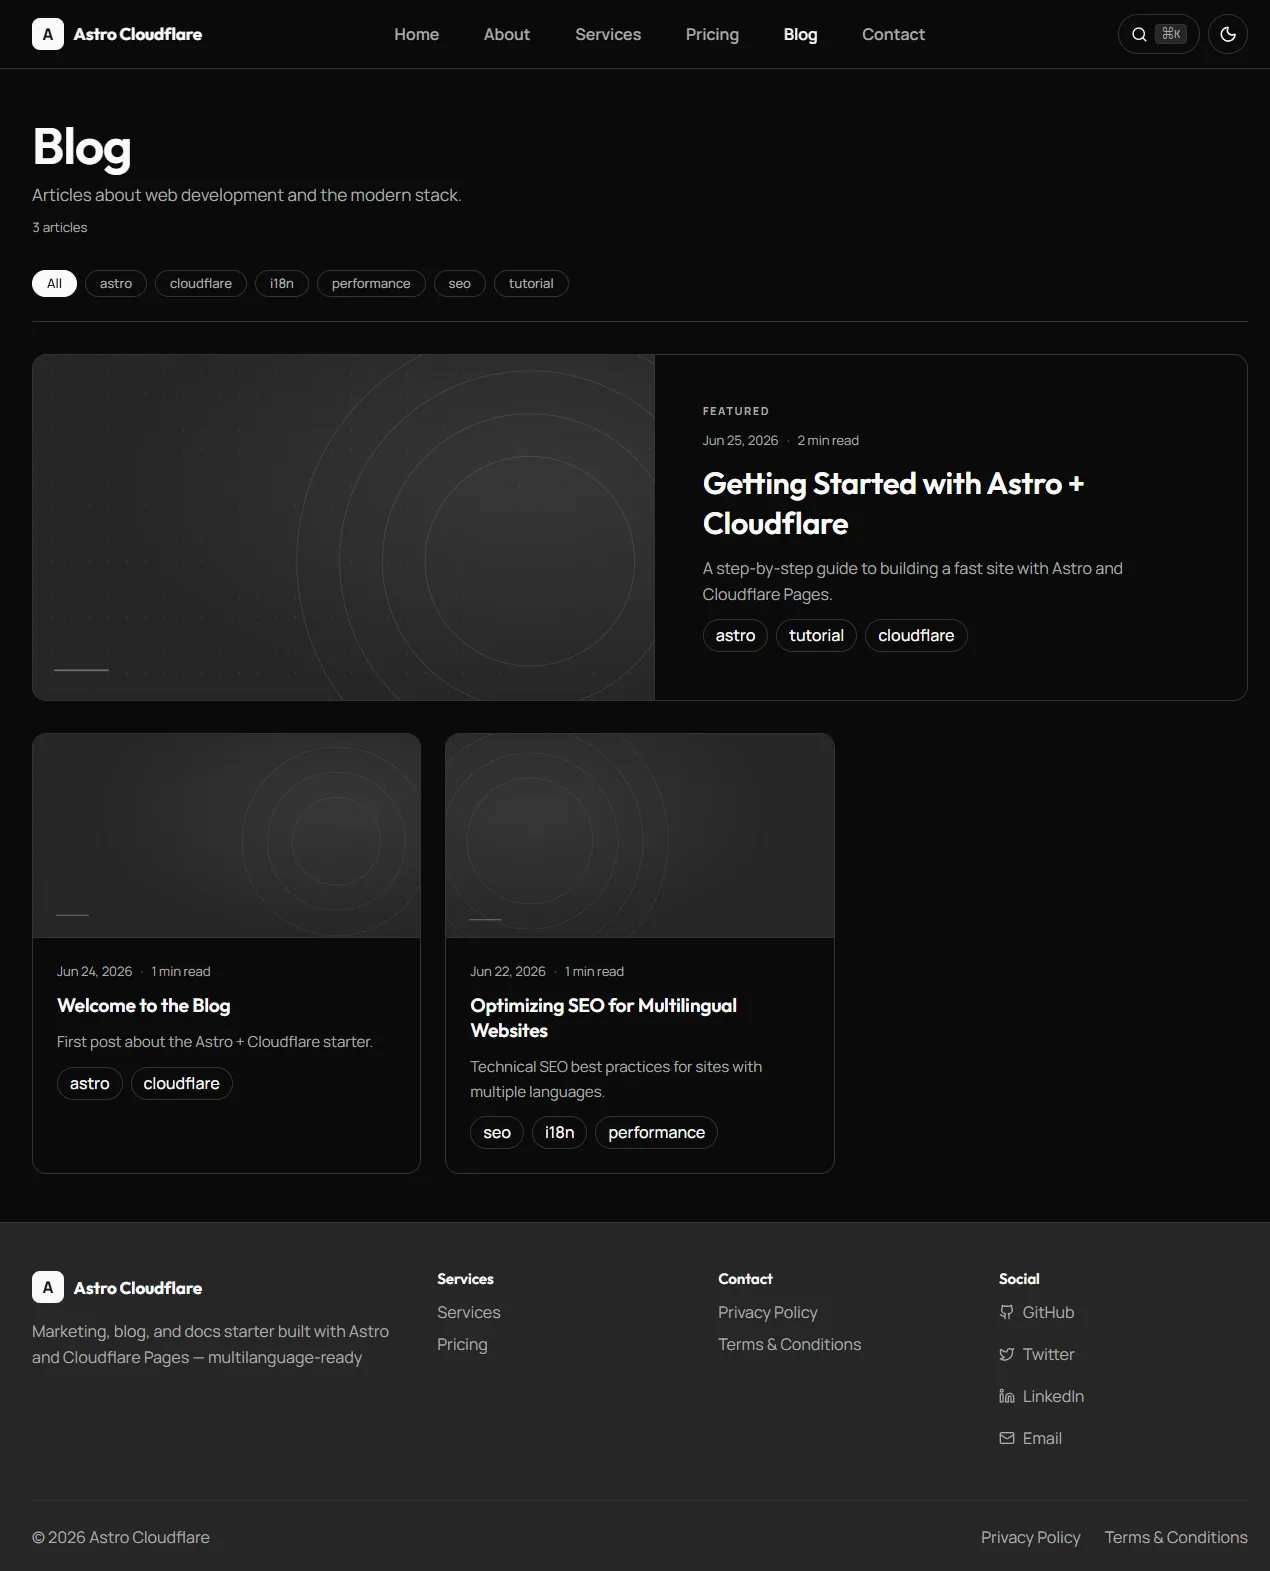 A Astro Cloudflare
Home About Services Pricing Blog Contact
⌘K
Blog
Articles about web development and the modern stack.
3 articles
All astro cloudflare i18n performance seo tutorial
FEATURED
Jun 25, 2026 · 2 min read
Getting Started with Astro +
Cloudflare
A step-by-step guide to building a fast site with Astro and
Cloudflare Pages.
astro tutorial cloudflare
Jun 24, 2026 · 1 min read
Welcome to the Blog
First post about the Astro + Cloudflare starter.
astro cloudflare
Jun 22, 2026 · 1 min read
Optimizing SEO for Multilingual
Websites
Technical SEO best practices for sites with
multiple languages.
seo i18n performance
A Astro Cloudflare
Marketing, blog, and docs starter built with Astro
and Cloudflare Pages — multilanguage-ready
Services
Services
Pricing
Contact
Privacy Policy
Terms & Conditions
Social
GitHub
Twitter
LinkedIn
Email
© 2026 Astro Cloudflare
Privacy Policy Terms & Conditions